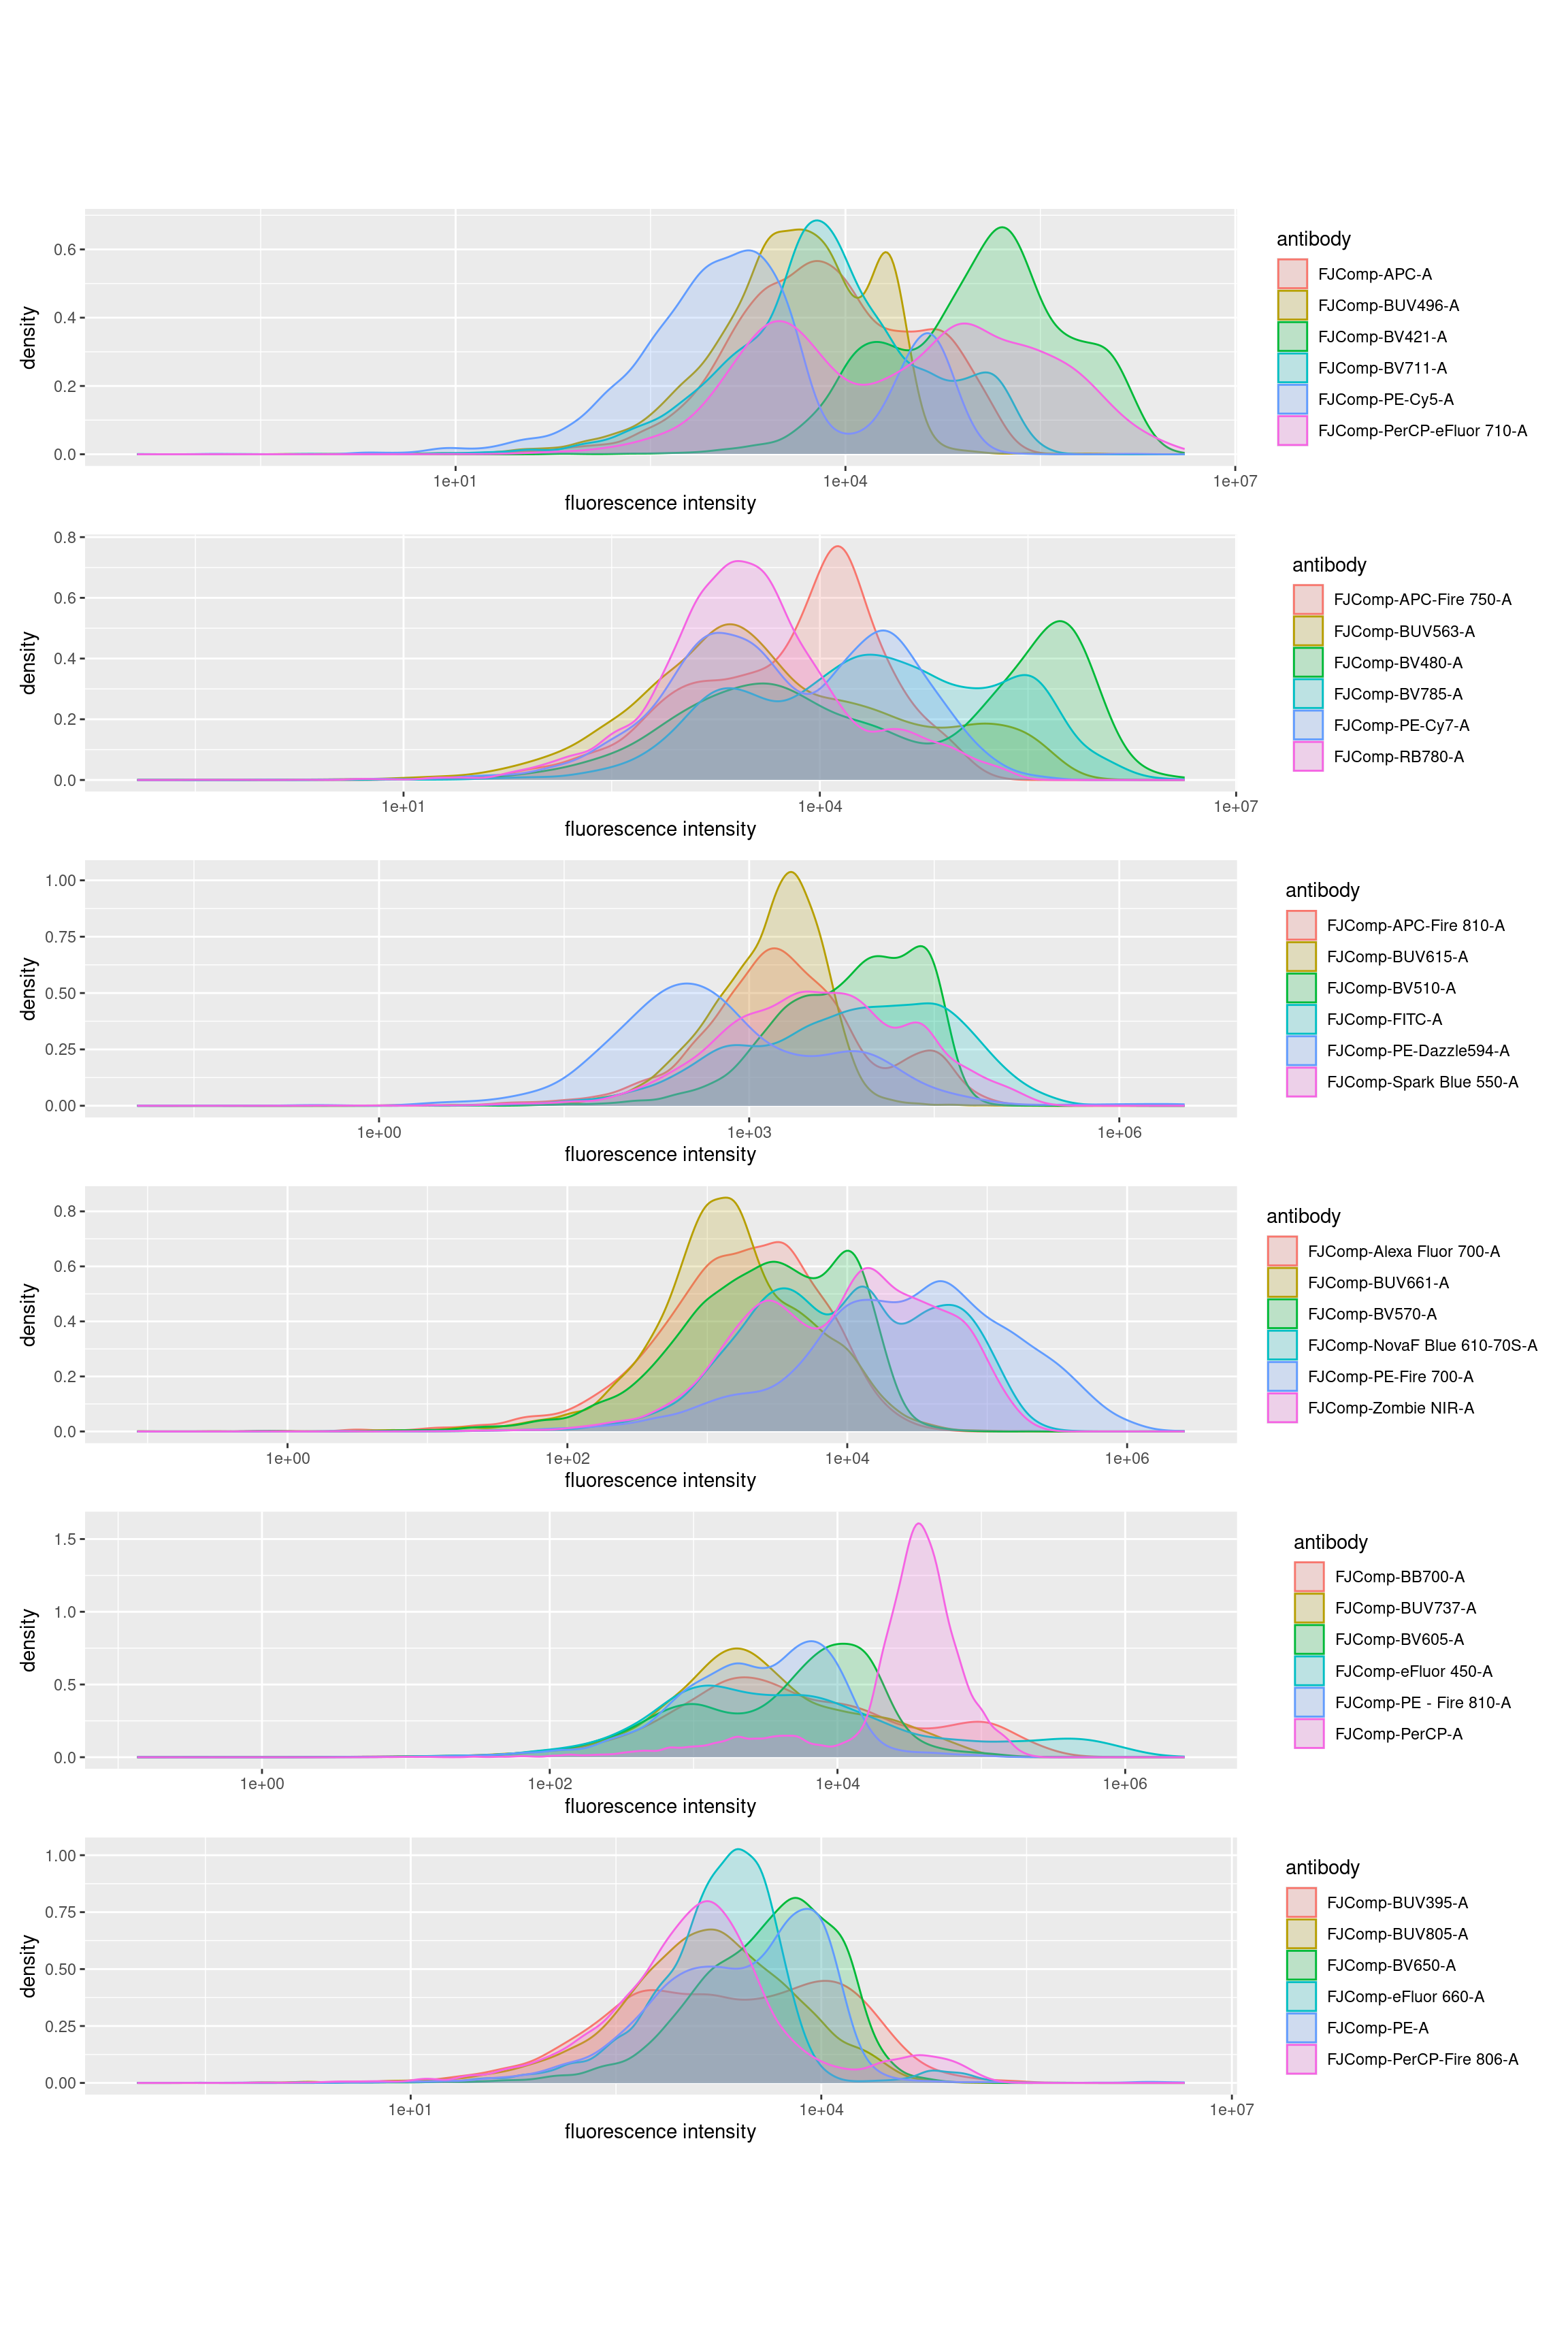 antibody
FJComp-APC-A
FJComp-BUV496-A
FJComp-BV421-A
FJComp-BV711-A
FJComp-PE-Cy5-A
FJComp-PerCP-eFluor 710-A
density
0.6
0.4
0.2
0.0
1e+01 1e+04 1e+07
fluorescence intensity
antibody
FJComp-APC-Fire 750-A
FJComp-BUV563-A
FJComp-BV480-A
FJComp-BV785-A
FJComp-PE-Cy7-A
FJComp-RB780-A
density
0.8
0.6
0.4
0.2
0.0
1e+01 1e+04 1e+07
fluorescence intensity
antibody
FJComp-APC-Fire 810-A
FJComp-BUV615-A
FJComp-BV510-A
FJComp-FITC-A
FJComp-PE-Dazzle594-A
FJComp-Spark Blue 550-A
density
1.00
0.75
0.50
0.25
0.00
1e+00 1e+03 1e+06
fluorescence intensity
antibody
FJComp-Alexa Fluor 700-A
FJComp-BUV661-A
FJComp-BV570-A
FJComp-NovaF Blue 610-70S-A
FJComp-PE-Fire 700-A
FJComp-Zombie NIR-A
density
0.8
0.6
0.4
0.2
0.0
1e+00 1e+02 1e+04 1e+06
fluorescence intensity
antibody
FJComp-BB700-A
FJComp-BUV737-A
FJComp-BV605-A
FJComp-eFluor 450-A
FJComp-PE - Fire 810-A
FJComp-PerCP-A
density
1.5
1.0
0.5
0.0
1e+00 1e+02 1e+04 1e+06
fluorescence intensity
antibody
FJComp-BUV395-A
FJComp-BUV805-A
FJComp-BV650-A
FJComp-eFluor 660-A
FJComp-PE-A
FJComp-PerCP-Fire 806-A
density
1.00
0.75
0.50
0.25
0.00
1e+01 1e+04 1e+07
fluorescence intensity